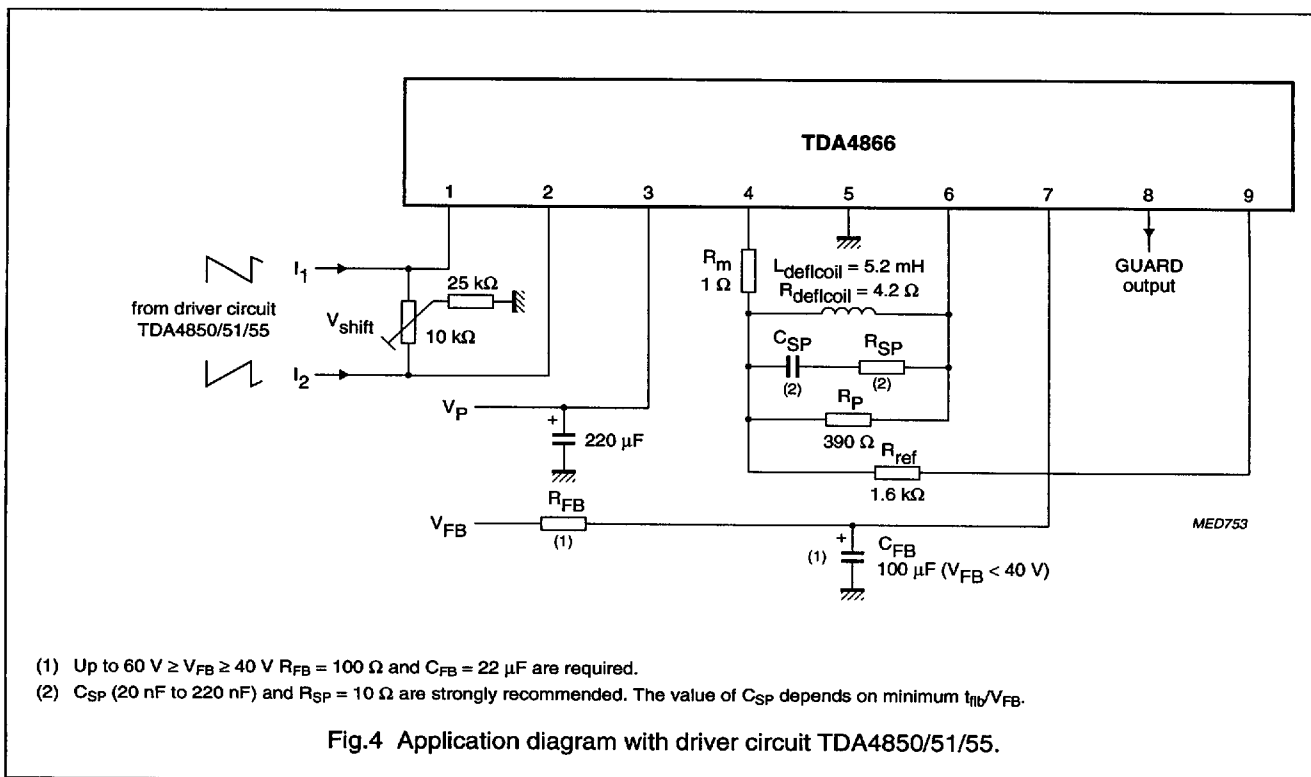 TDA4866
1 2 3 4 5 6 7 8 9
I1
from driver circuit
TDA4850/51/55
I2
Vshift
25 kΩ
10 kΩ
VP
+
220 μF
Rm
1 Ω
Ldeflcoil = 5.2 mH
Rdeflcoil = 4.2 Ω
CSP
(2)
RSP
(2)
RP
390 Ω
Rref
1.6 kΩ
GUARD
output
VFB
RFB
(1)
(1)
+
CFB
100 μF (VFB < 40 V)
MED753
(1) Up to 60 V ≥ VFB ≥ 40 V RFB = 100 Ω and CFB = 22 μF are required.
(2) CSP (20 nF to 220 nF) and RSP = 10 Ω are strongly recommended. The value of CSP depends on minimum tflb/VFB.
Fig.4 Application diagram with driver circuit TDA4850/51/55.